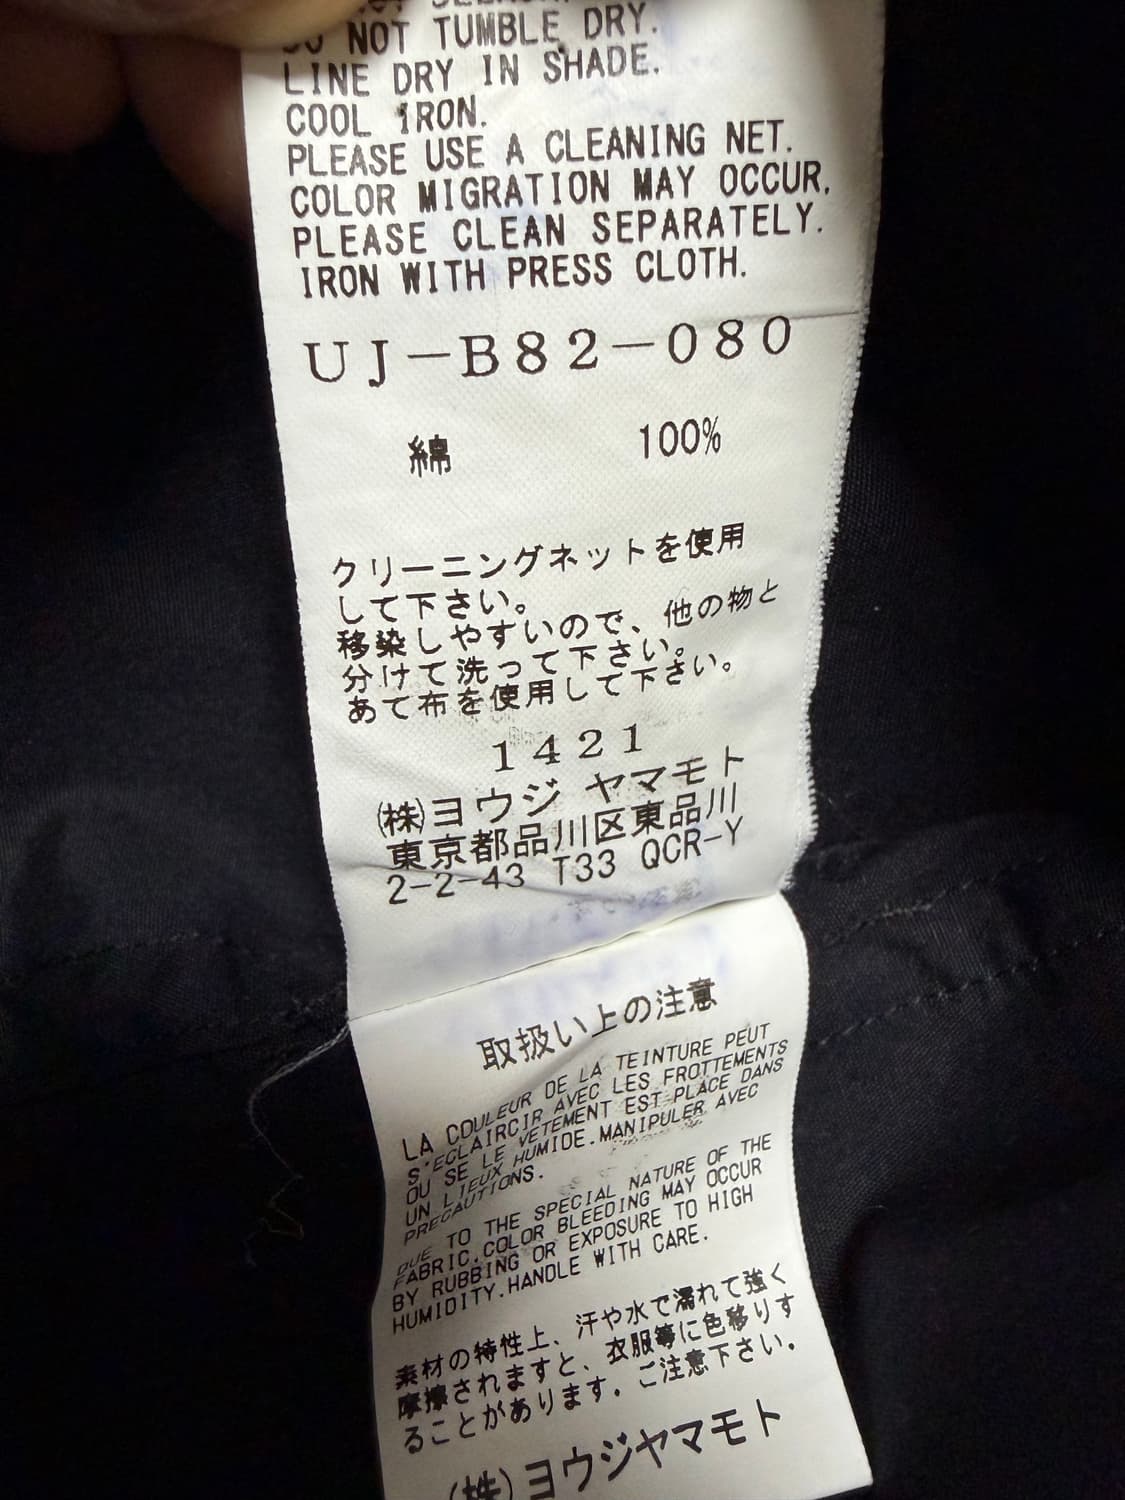 DO NOT TUMBLE DRY.
LINE DRY IN SHADE.
COOL IRON.
PLEASE USE A CLEANING NET.
COLOR MIGRATION MAY OCCUR,
PLEASE CLEAN SEPARATELY.
IRON WITH PRESS CLOTH.
UJ-B82-080
綿 100%
クリーニングネットを使用
して下さい。
移染しやすいので、他の物と
分けて洗って下さい。
あて布を使用して下さい。
1421
(株)ヨウジ ヤマモト
東京都品川区東品川
2-2-43 T33 QCR-Y
取扱い上の注意
LA COULEUR DE LA TEINTURE PEUT
S'ECLAIRCIR AVEC LES FROTTEMENTS
OU SE LE VETEMENT EST PLACE DANS
UN LIEUX HUMIDE.MANIPULER AVEC
PRECAUTIONS.
DUE TO THE SPECIAL NATURE OF THE
FABRIC,COLOR BLEEDING MAY OCCUR
BY RUBBING OR EXPOSURE TO HIGH
HUMIDITY.HANDLE WITH CARE.
素材の特性上、汗や水で濡れて強く
摩擦されますと、衣服等に色移りす
ることがあります。ご注意下さい。
(株)ヨウジヤマモト